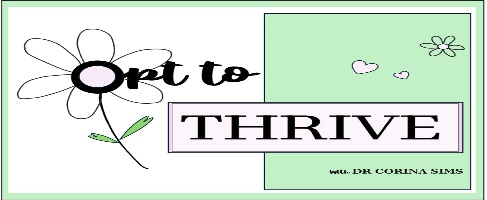 Opt to
THRIVE
with DR CORINA SIMS